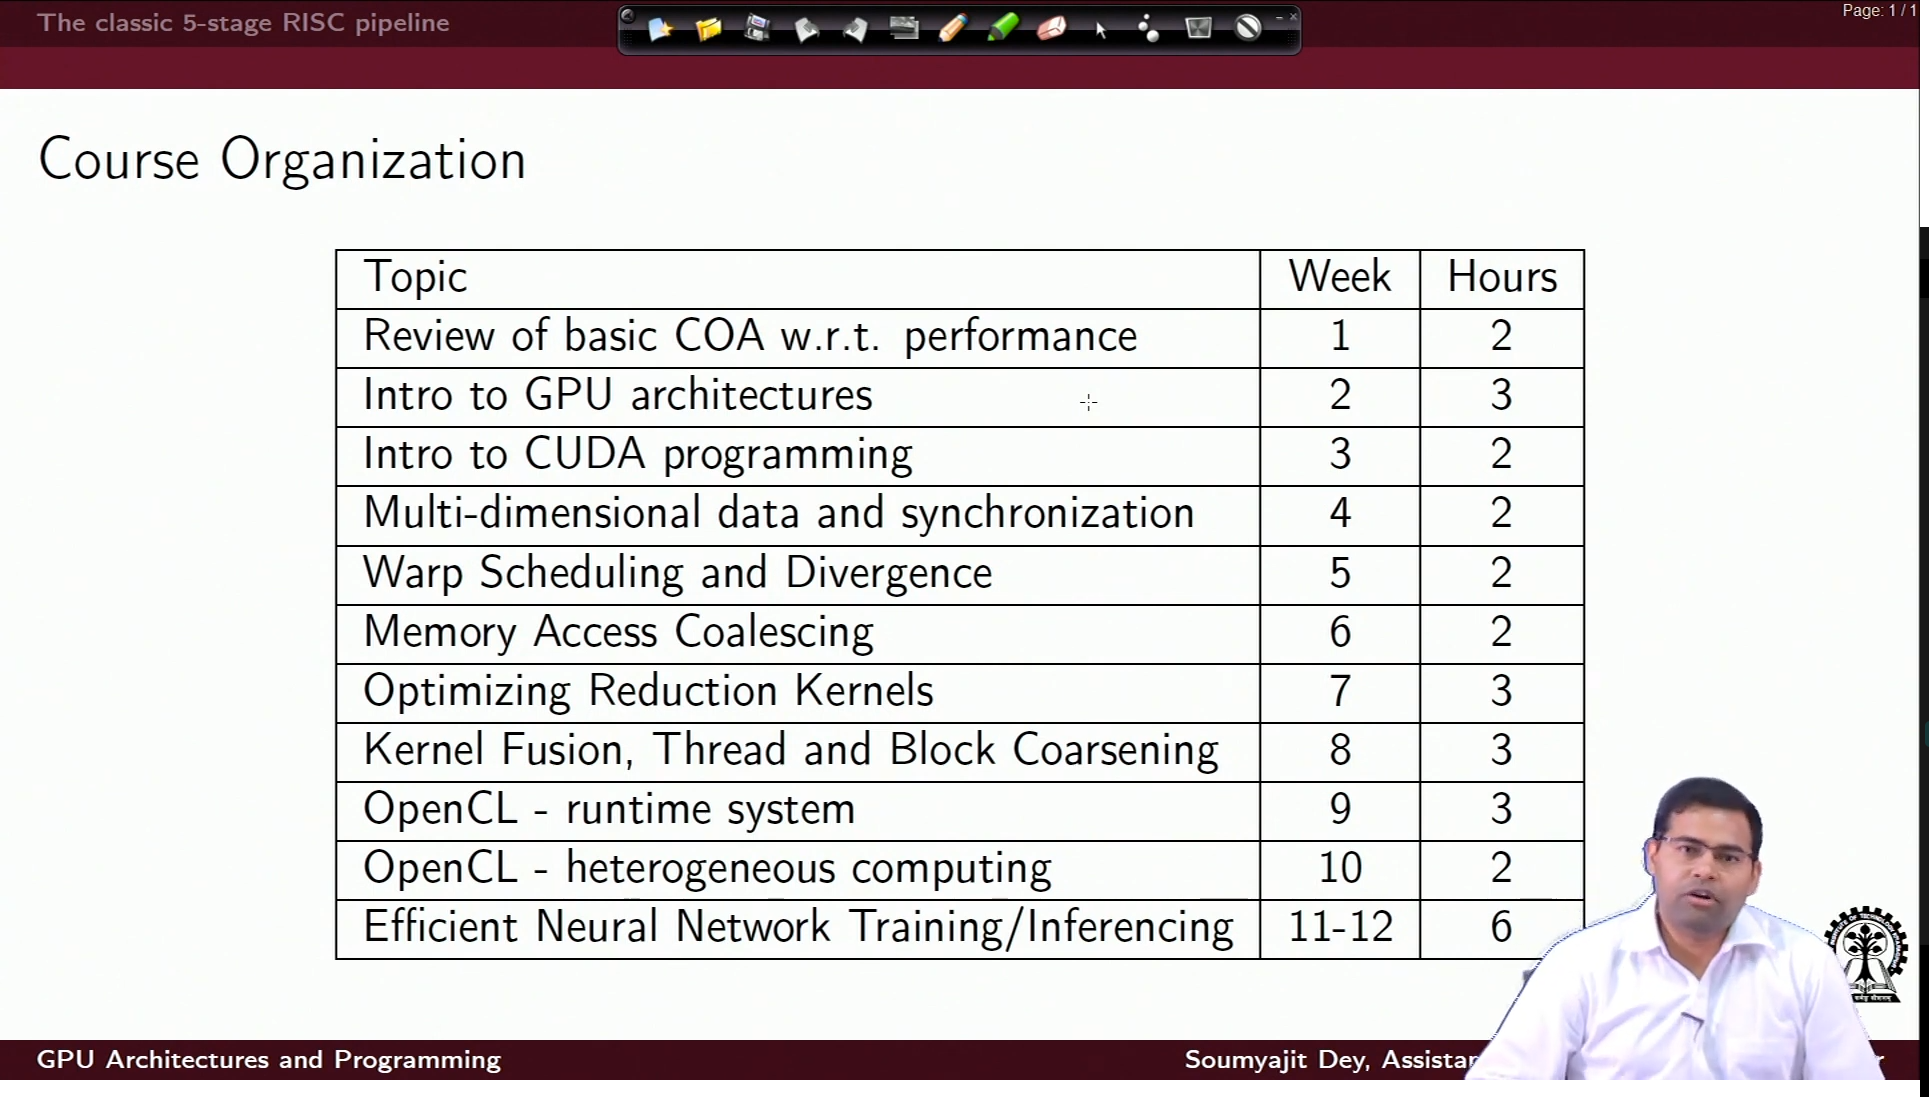 The classic 5-stage RISC pipeline
Page: 1 / 1
Course Organization
Topic Week Hours
Review of basic COA w.r.t. performance 1 2
Intro to GPU architectures 2 3
Intro to CUDA programming 3 2
Multi-dimensional data and synchronization 4 2
Warp Scheduling and Divergence 5 2
Memory Access Coalescing 6 2
Optimizing Reduction Kernels 7 3
Kernel Fusion, Thread and Block Coarsening 8 3
OpenCL - runtime system 9 3
OpenCL - heterogeneous computing 10 2
Efficient Neural Network Training/Inferencing 11-12 6
GPU Architectures and Programming
Soumyajit Dey,